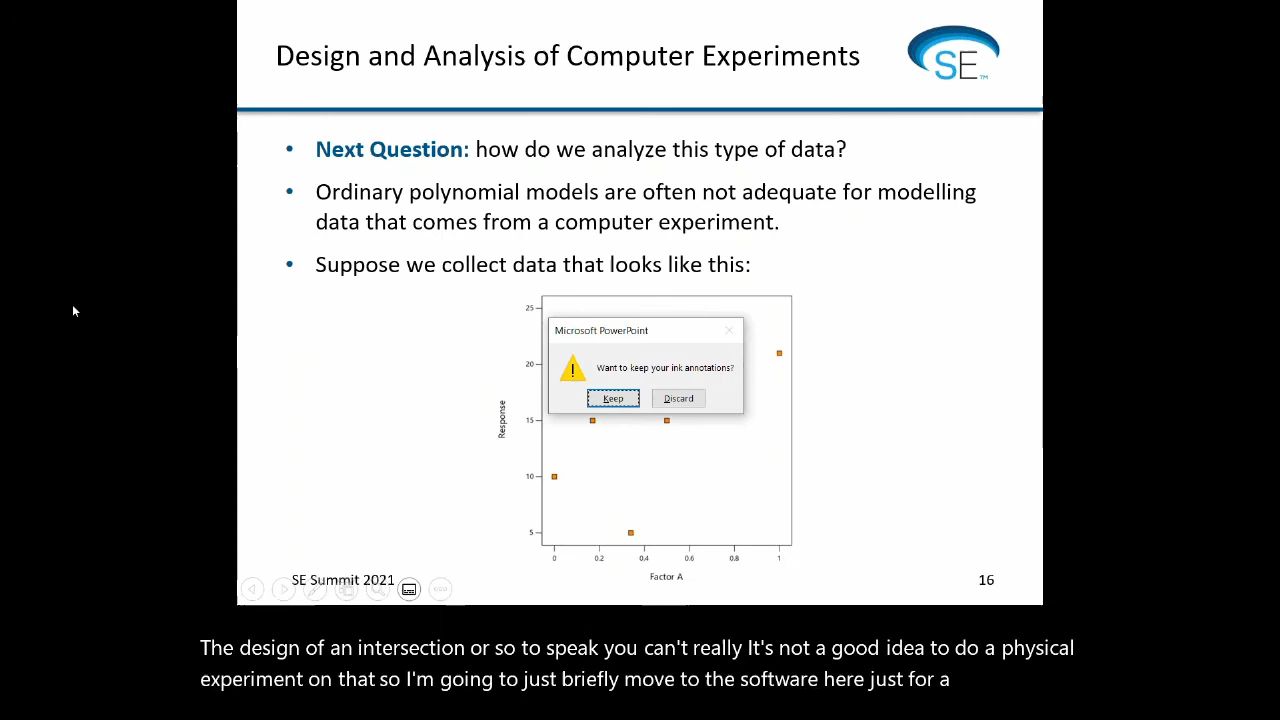 Design and Analysis of Computer Experiments
SE™
• Next Question: how do we analyze this type of data?
• Ordinary polynomial models are often not adequate for modelling
data that comes from a computer experiment.
• Suppose we collect data that looks like this:
25
20
15
10
5
Response
Microsoft PowerPoint
Want to keep your ink annotations?
Keep
Discard
0 0.2 0.4 0.6 0.8 1
Factor A
SE Summit 2021
16
The design of an intersection or so to speak you can't really It's not a good idea to do a physical
experiment on that so I'm going to just briefly move to the software here just for a